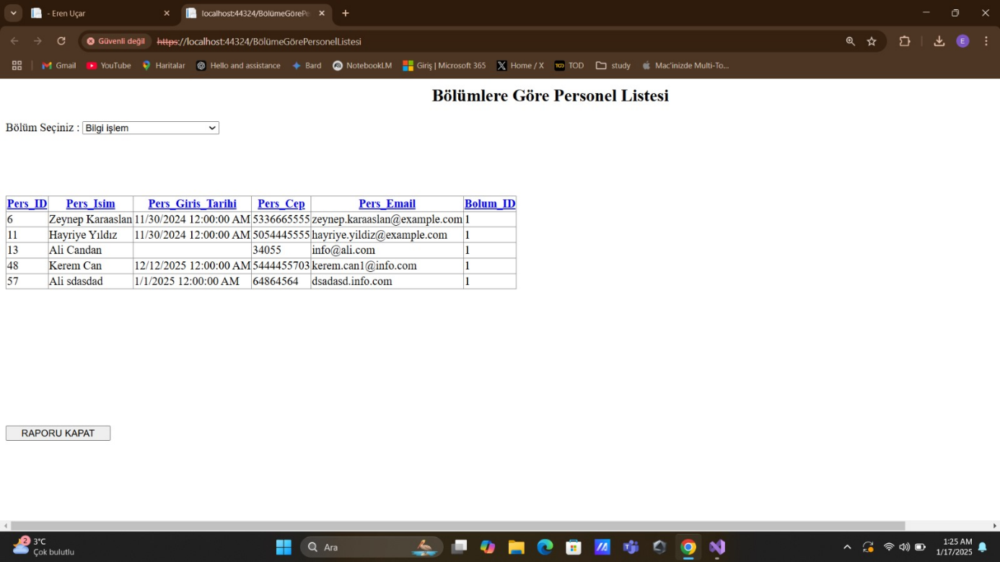 - Eren Uçar
localhost:44324/BölümeGörePe
Güvenli değil https://localhost:44324/BölümeGörePersonelListesi
E
Gmail YouTube Haritalar Hello and assistance Bard NotebookLM Giriş | Microsoft 365 Home / X TOD study Mac'inizde Multi-To...
Bölümlere Göre Personel Listesi
Bölüm Seçiniz : Bilgi işlem
Pers_ID Pers_Isim Pers_Giris_Tarihi Pers_Cep Pers_Email Bolum_ID
6 Zeynep Karaaslan 11/30/2024 12:00:00 AM 5336665555 zeynep.karaaslan@example.com 1
11 Hayriye Yıldız 11/30/2024 12:00:00 AM 5054445555 hayriye.yildiz@example.com 1
13 Ali Candan 34055 info@ali.com 1
48 Kerem Can 12/12/2025 12:00:00 AM 5444455703 kerem.can1@info.com 1
57 Ali sdasdad 1/1/2025 12:00:00 AM 64864564 dsadasd.info.com 1
RAPORU KAPAT
2 3°C
Çok bulutlu
Ara
1:25 AM
1/17/2025